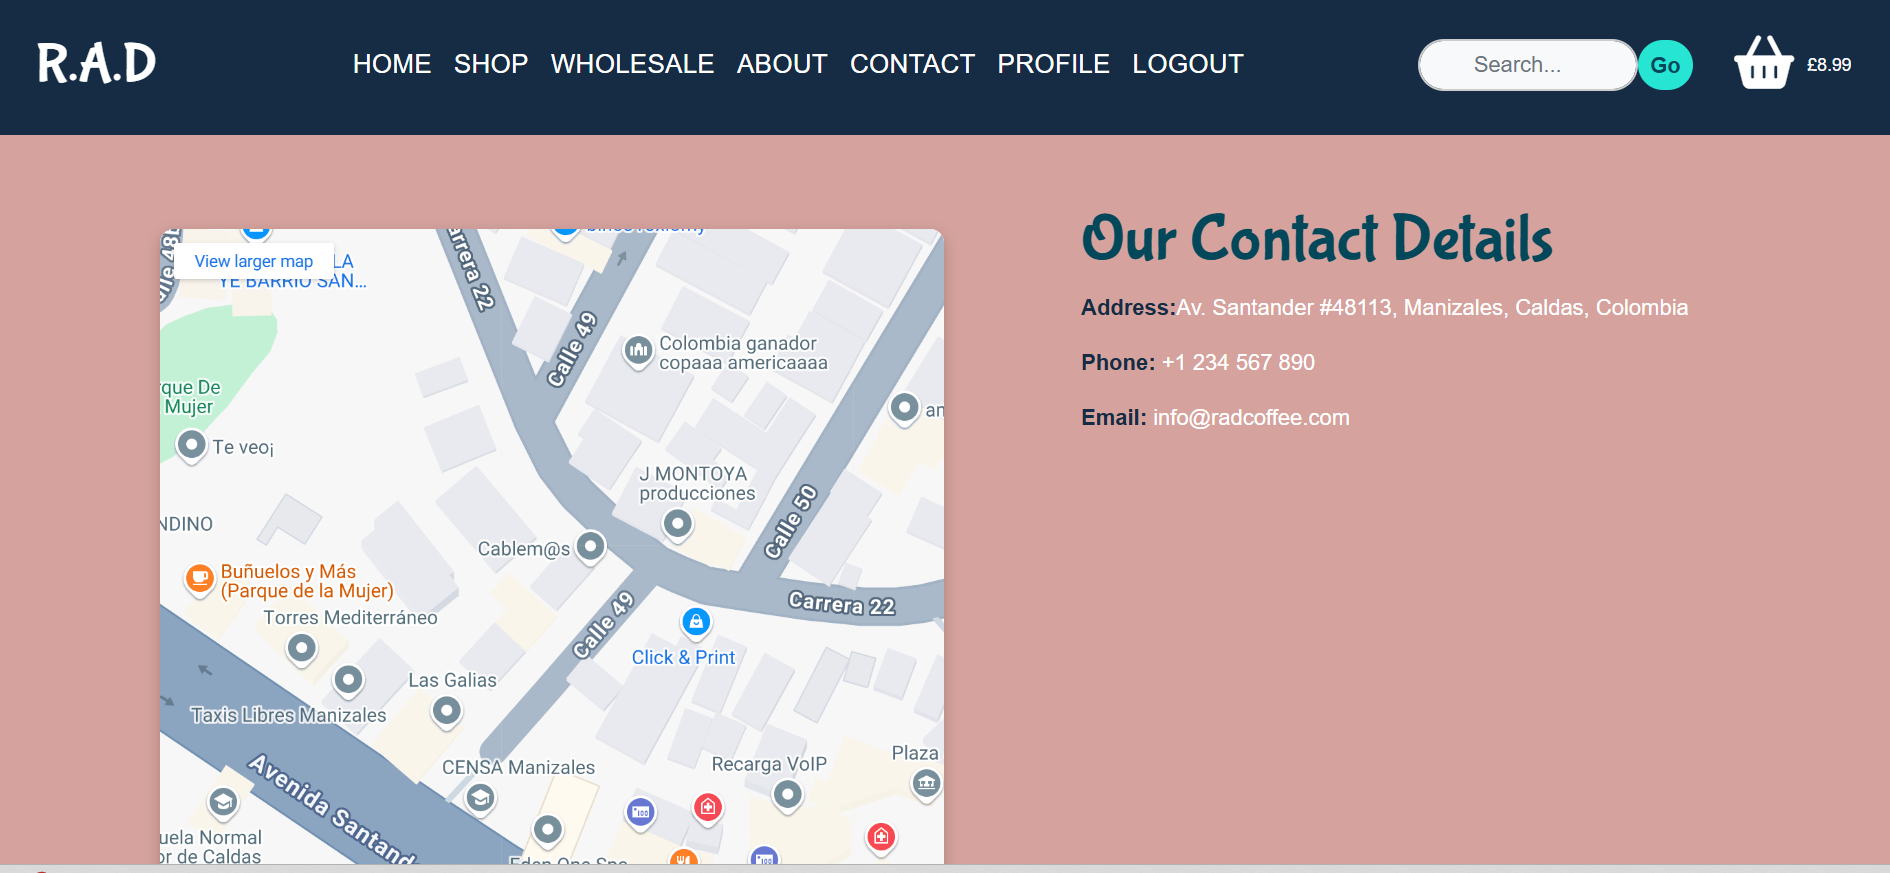 R.A.D
HOME SHOP WHOLESALE ABOUT CONTACT PROFILE LOGOUT
Search...
Go
£8.99
View larger map
LA
YE BARRIO SAN...
Carrera 22
Calle 49
Colombia ganador
copaaa americaaaa
rque De
Mujer
Te veo¡
an
J MONTOYA
producciones
Calle 50
NDINO
Cablem@s
Buñuelos y Más
(Parque de la Mujer)
Torres Mediterráneo
Calle 49
Carrera 22
Click & Print
Las Galias
Taxis Libres Manizales
CENSA Manizales
Recarga VoIP
Plaza
Avenida Santand
uela Normal
or de Caldas
Our Contact Details
Address:Av. Santander #48113, Manizales, Caldas, Colombia
Phone: +1 234 567 890
Email: info@radcoffee.com